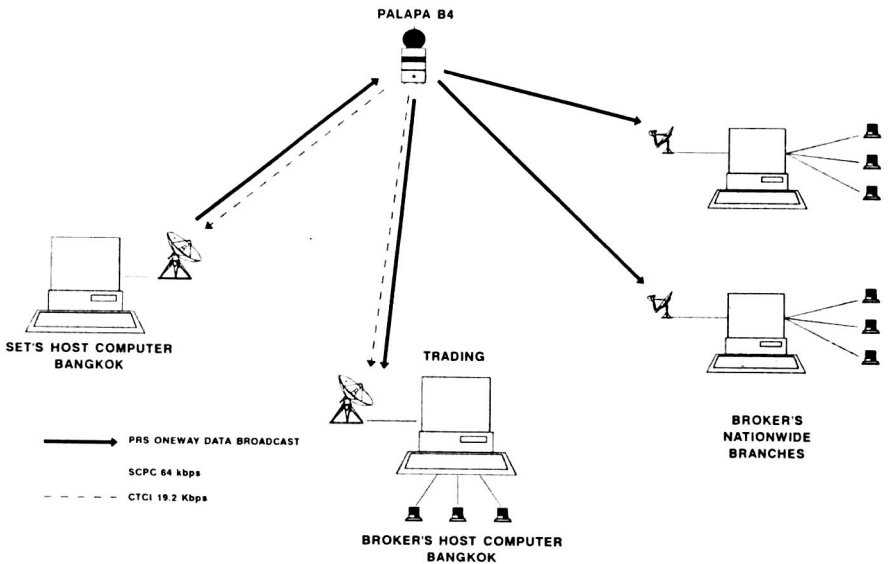 PALAPA B4
SET'S HOST COMPUTER
BANGKOK
TRADING
BROKER'S
NATIONWIDE
BRANCHES
PRS ONEWAY DATA BROADCAST
SCPC 64 kbps
CTCI 19.2 Kbps
BROKER'S HOST COMPUTER
BANGKOK